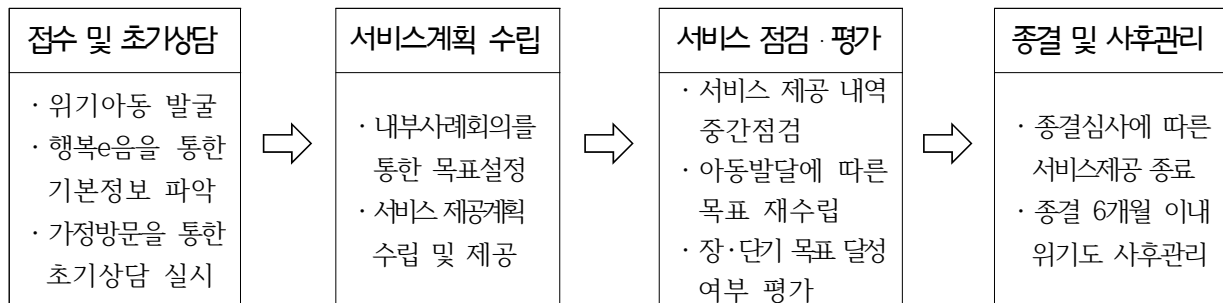 접수 및 초기상담
· 위기아동 발굴
· 행복e음을 통한
기본정보 파악
· 가정방문을 통한
초기상담 실시
서비스계획 수립
· 내부사례회의를
통한 목표설정
· 서비스 제공계획
수립 및 제공
서비스 점검·평가
· 서비스 제공 내역
중간점검
· 아동발달에 따른
목표 재수립
· 장·단기 목표 달성
여부 평가
종결 및 사후관리
· 종결심사에 따른
서비스제공 종료
· 종결 6개월 이내
위기도 사후관리